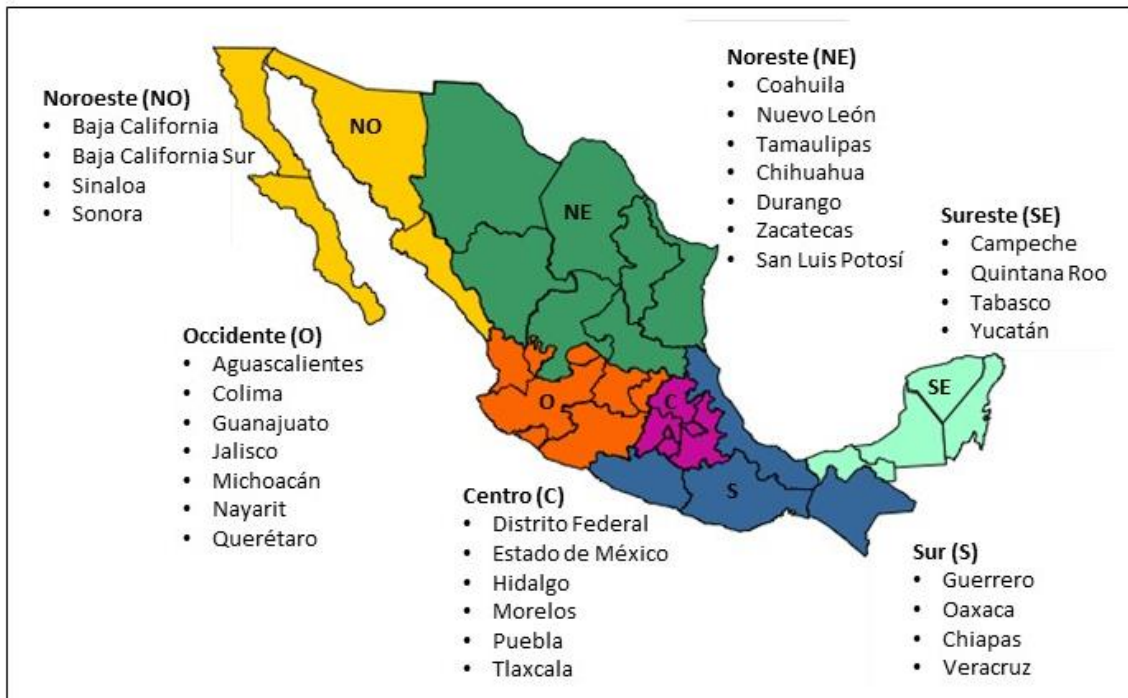 Noroeste (NO)
• Baja California
• Baja California Sur
• Sinaloa
• Sonora
Noreste (NE)
• Coahuila
• Nuevo León
• Tamaulipas
• Chihuahua
• Durango
• Zacatecas
• San Luis Potosí
Sureste (SE)
• Campeche
• Quintana Roo
• Tabasco
• Yucatán
Occidente (O)
• Aguascalientes
• Colima
• Guanajuato
• Jalisco
• Michoacán
• Nayarit
• Querétaro
Centro (C)
• Distrito Federal
• Estado de México
• Hidalgo
• Morelos
• Puebla
• Tlaxcala
Sur (S)
• Guerrero
• Oaxaca
• Chiapas
• Veracruz
NO
NE
SE
O
C
S